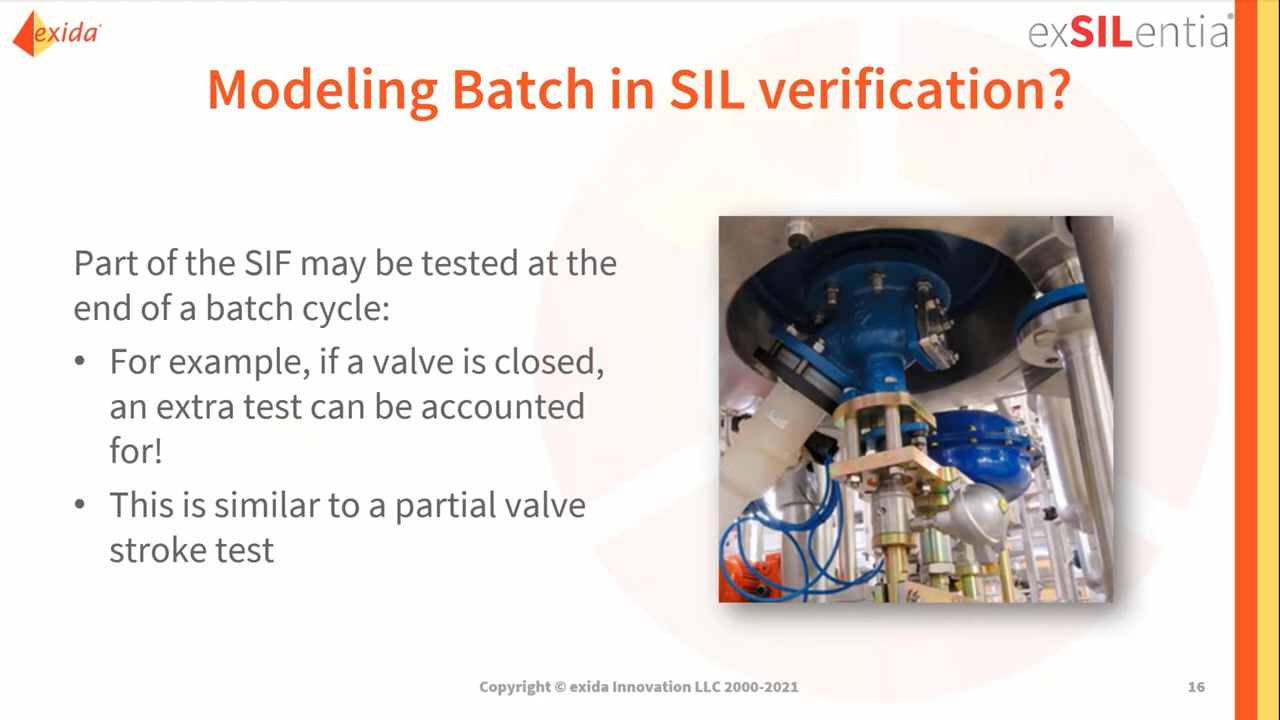 exida
exSILentia®
Modeling Batch in SIL verification?
Part of the SIF may be tested at the
end of a batch cycle:
• For example, if a valve is closed,
an extra test can be accounted
for!
• This is similar to a partial valve
stroke test
Copyright © exida Innovation LLC 2000-2021
16